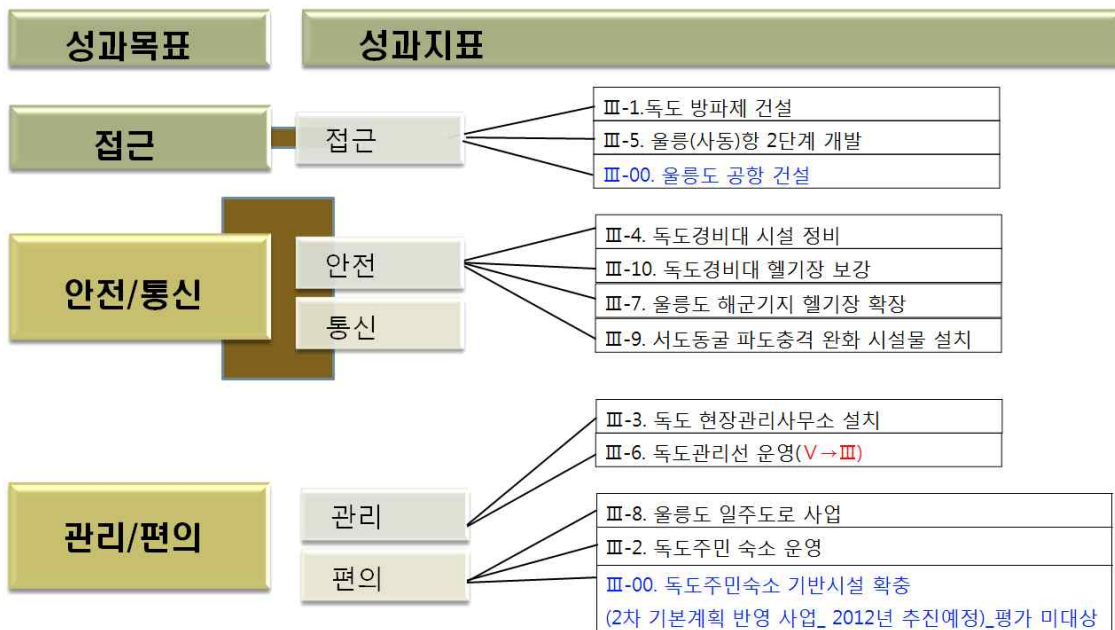 성과목표
성과지표
접근
접근
Ⅲ-1.독도 방파제 건설
Ⅲ-5. 울릉(사동)항 2단계 개발
Ⅲ-00. 울릉도 공항 건설
안전/통신
안전
통신
Ⅲ-4. 독도경비대 시설 정비
Ⅲ-10. 독도경비대 헬기장 보강
Ⅲ-7. 울릉도 해군기지 헬기장 확장
Ⅲ-9. 서도동굴 파도충격 완화 시설물 설치
관리/편의
관리
편의
Ⅲ-3. 독도 현장관리사무소 설치
Ⅲ-6. 독도관리선 운영(Ⅴ→Ⅲ)
Ⅲ-8. 울릉도 일주도로 사업
Ⅲ-2. 독도주민 숙소 운영
Ⅲ-00. 독도주민숙소 기반시설 확충
(2차 기본계획 반영 사업_ 2012년 추진예정)_평가 미대상